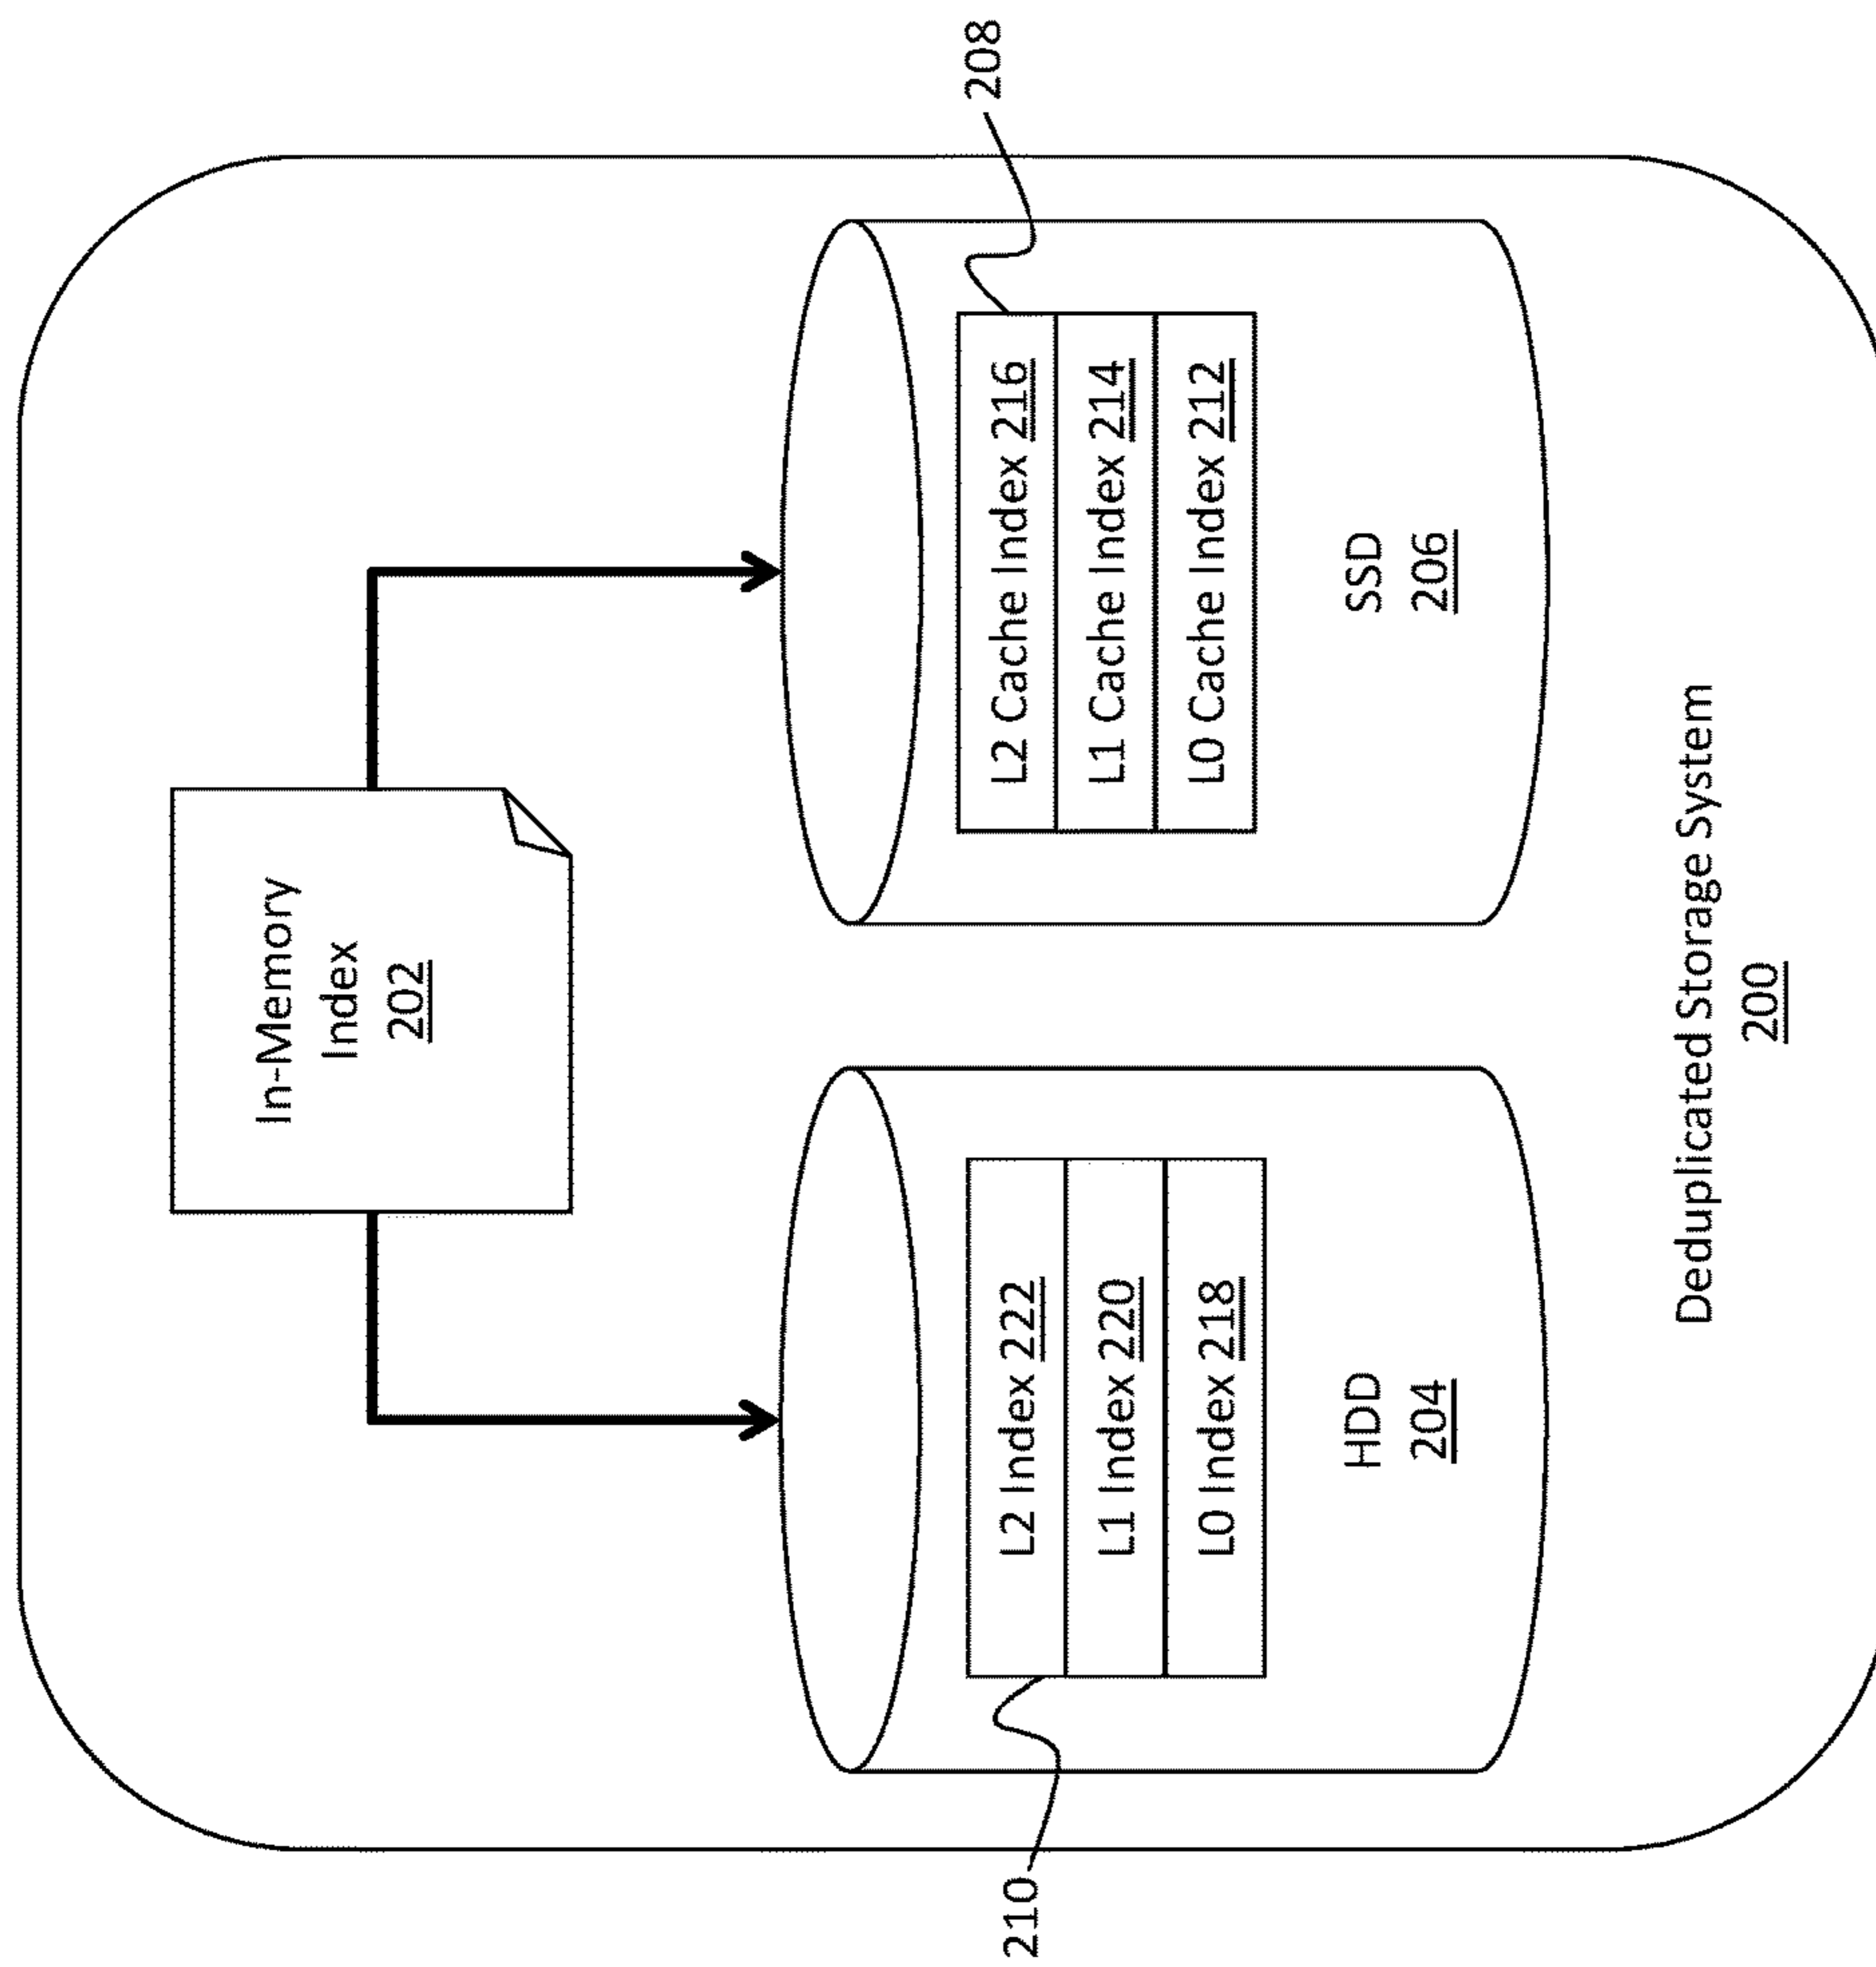 In-Memory
Index
202
210
L2 Index 222
L1 Index 220
L0 Index 218
HDD
204
208
L2 Cache Index 216
L1 Cache Index 214
L0 Cache Index 212
SSD
206
Deduplicated Storage System
200